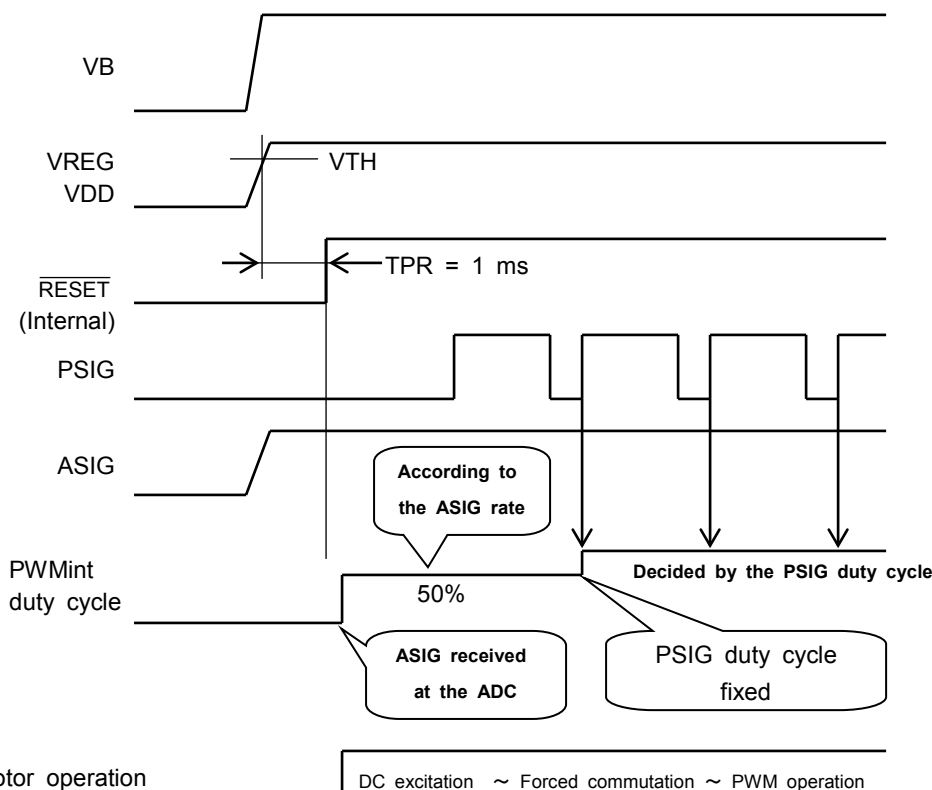 VB
VREG
VDD
VTH
TPR = 1 ms
RESET
(Internal)
PSIG
ASIG
According to
the ASIG rate
PWMint
duty cycle
50%
Decided by the PSIG duty cycle
ASIG received
at the ADC
PSIG duty cycle
fixed
otor operation
DC excitation ~ Forced commutation ~ PWM operation